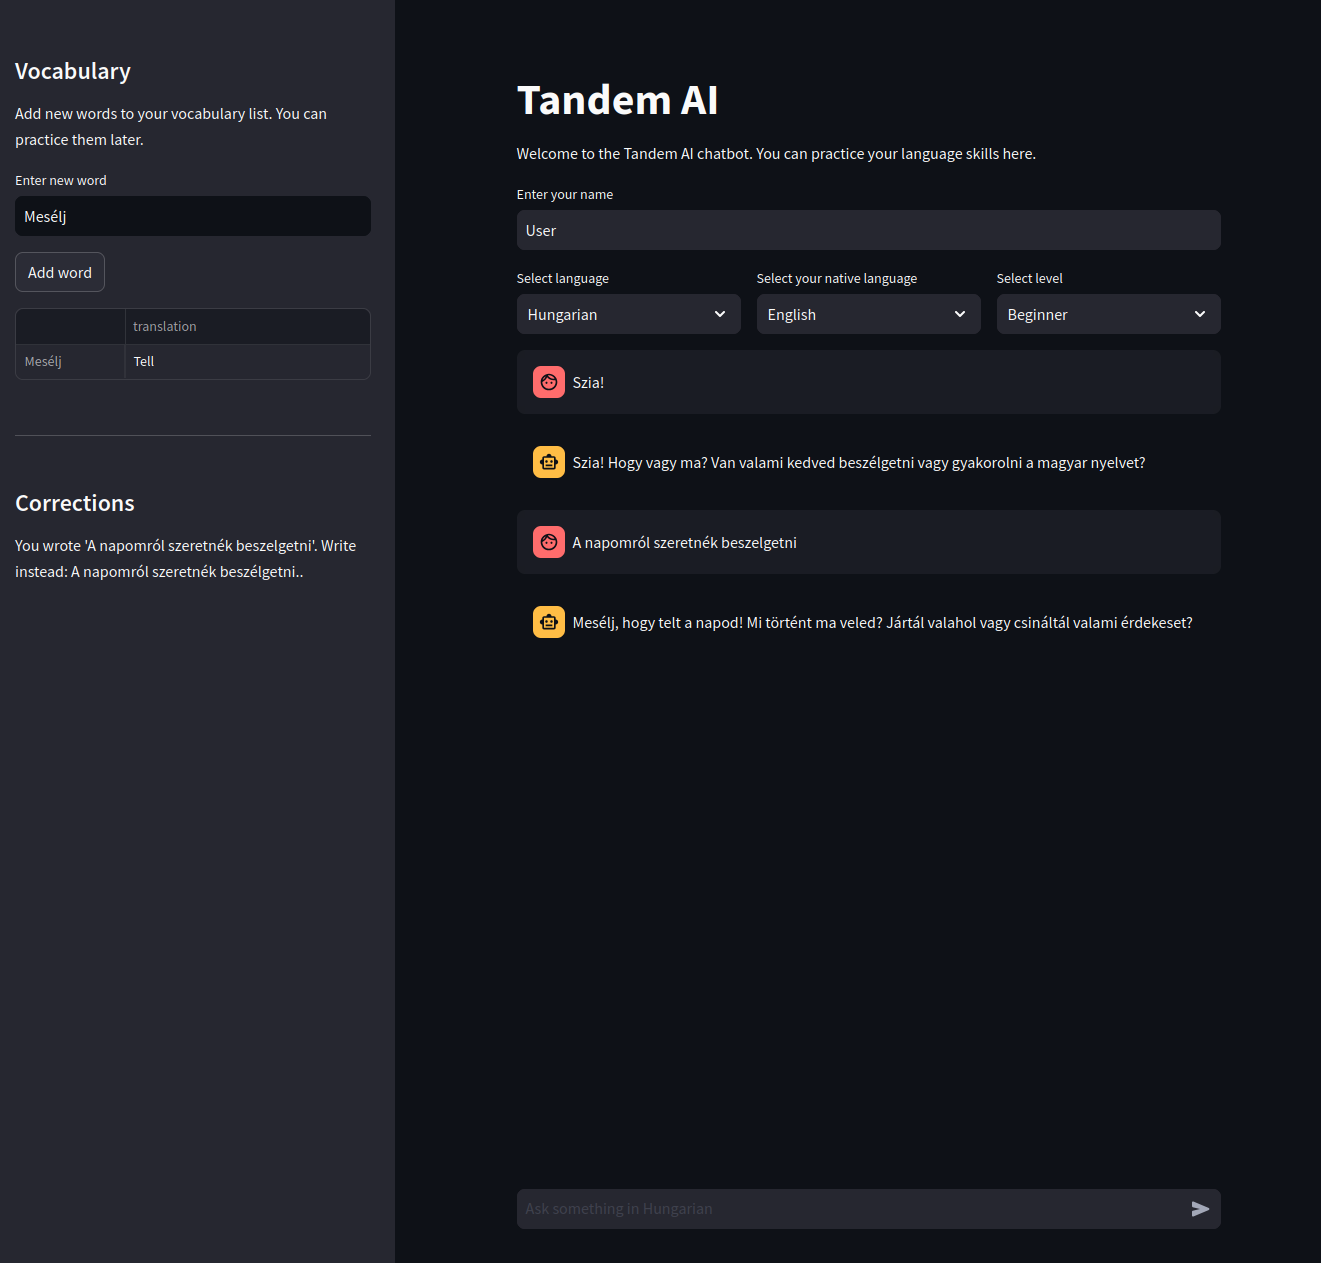 Vocabulary
Add new words to your vocabulary list. You can
practice them later.
Enter new word
Mesélj
Add word
translation
Mesélj Tell
Corrections
You wrote 'A napomról szeretnék beszelgetni'. Write
instead: A napomról szeretnék beszélgetni..
Tandem AI
Welcome to the Tandem AI chatbot. You can practice your language skills here.
Enter your name
User
Select language Select your native language Select level
Hungarian English Beginner
Szia!
Szia! Hogy vagy ma? Van valami kedved beszélgetni vagy gyakorolni a magyar nyelvet?
A napomról szeretnék beszelgetni
Mesélj, hogy telt a napod! Mi történt ma veled? Jártál valahol vagy csináltál valami érdekeset?
Ask something in Hungarian